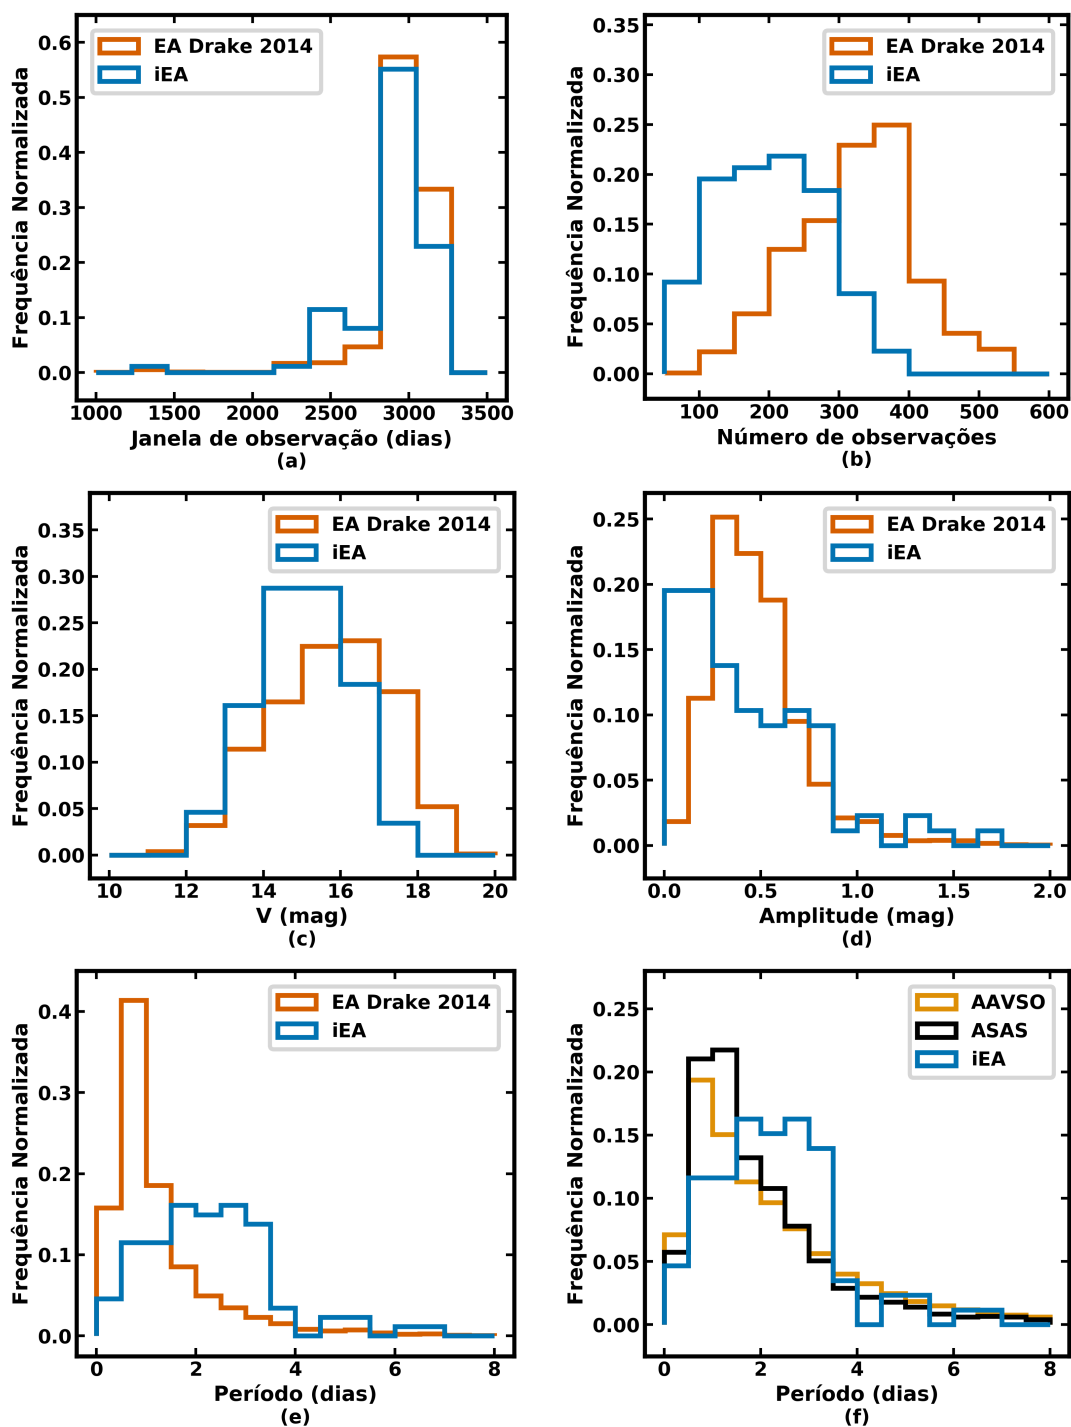 EA Drake 2014
iEA
Frequência Normalizada
0.6
0.5
0.4
0.3
0.2
0.1
0.0
1000 1500 2000 2500 3000 3500
Janela de observação (dias)
(a)
EA Drake 2014
iEA
Frequência Normalizada
0.35
0.30
0.25
0.20
0.15
0.10
0.05
0.00
100 200 300 400 500 600
Número de observações
(b)
EA Drake 2014
iEA
Frequência Normalizada
0.35
0.30
0.25
0.20
0.15
0.10
0.05
0.00
10 12 14 16 18 20
V (mag)
(c)
EA Drake 2014
iEA
Frequência Normalizada
0.25
0.20
0.15
0.10
0.05
0.00
0.0 0.5 1.0 1.5 2.0
Amplitude (mag)
(d)
EA Drake 2014
iEA
Frequência Normalizada
0.4
0.3
0.2
0.1
0.0
0 2 4 6 8
Período (dias)
(e)
AAVSO
ASAS
iEA
Frequência Normalizada
0.25
0.20
0.15
0.10
0.05
0.00
0 2 4 6 8
Período (dias)
(f)